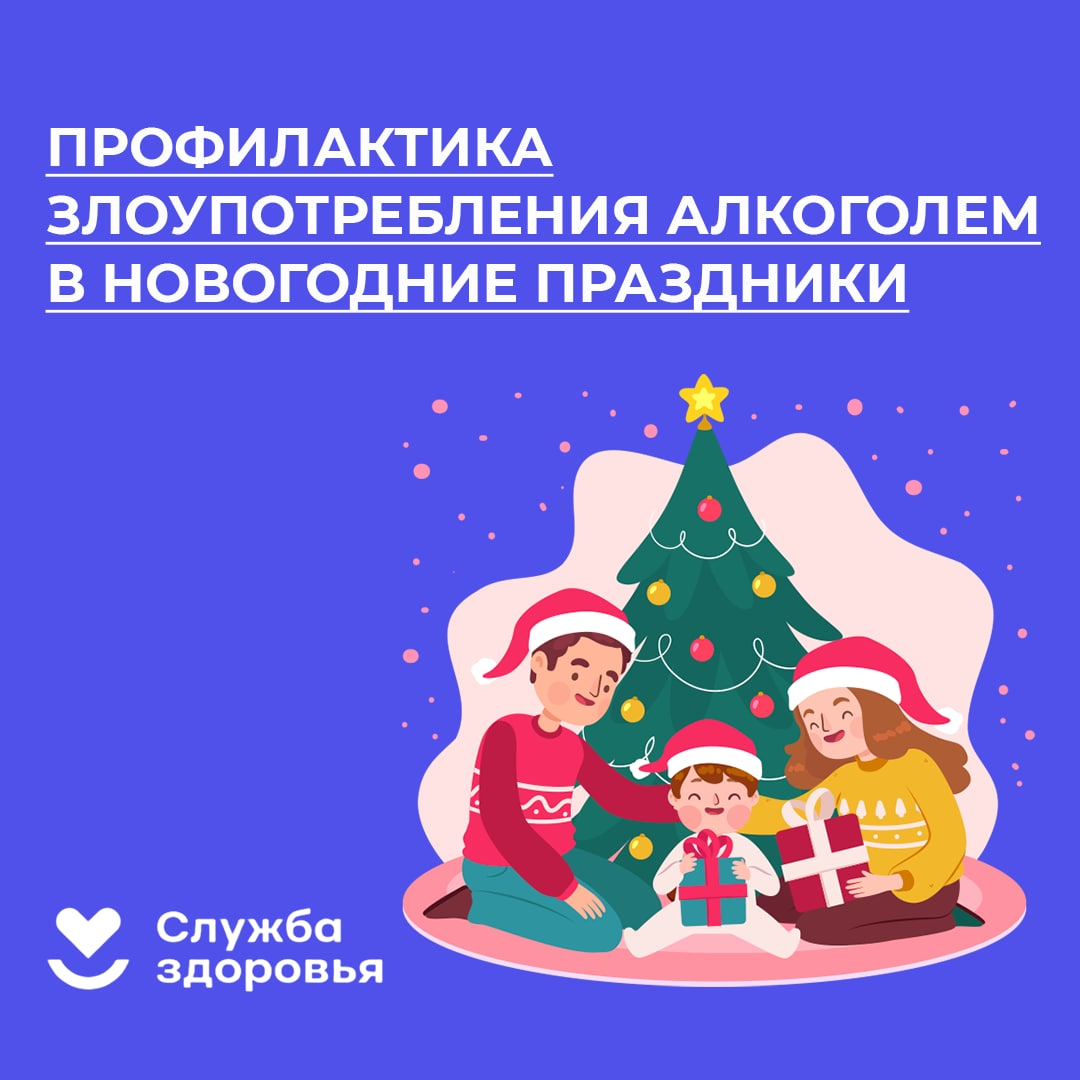 ПРОФИЛАКТИКА
ЗЛОУПОТРЕБЛЕНИЯ АЛКОГОЛЕМ
В НОВОГОДНИЕ ПРАЗДНИКИ
Служба
здоровья